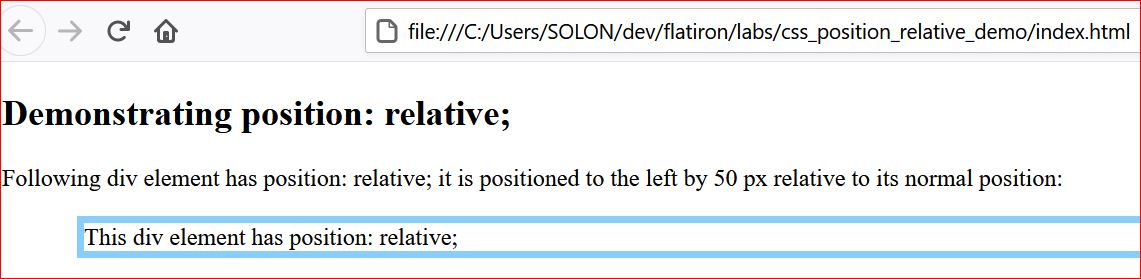 file:///C:/Users/SOLON/dev/flatiron/labs/css_position_relative_demo/index.html
Demonstrating position: relative;
Following div element has position: relative; it is positioned to the left by 50 px relative to its normal position:
This div element has position: relative;